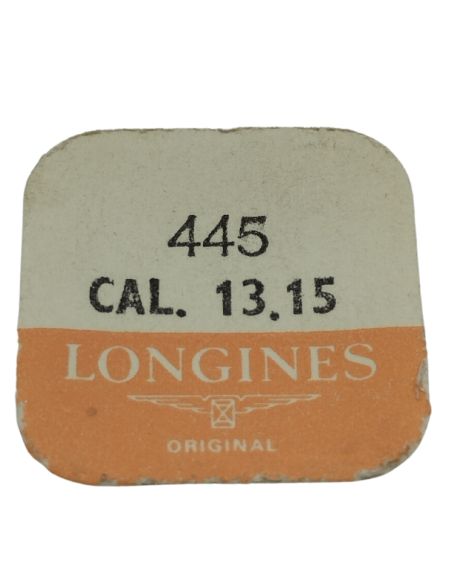 445
CAL. 13.15
LONGINES
ORIGINAL